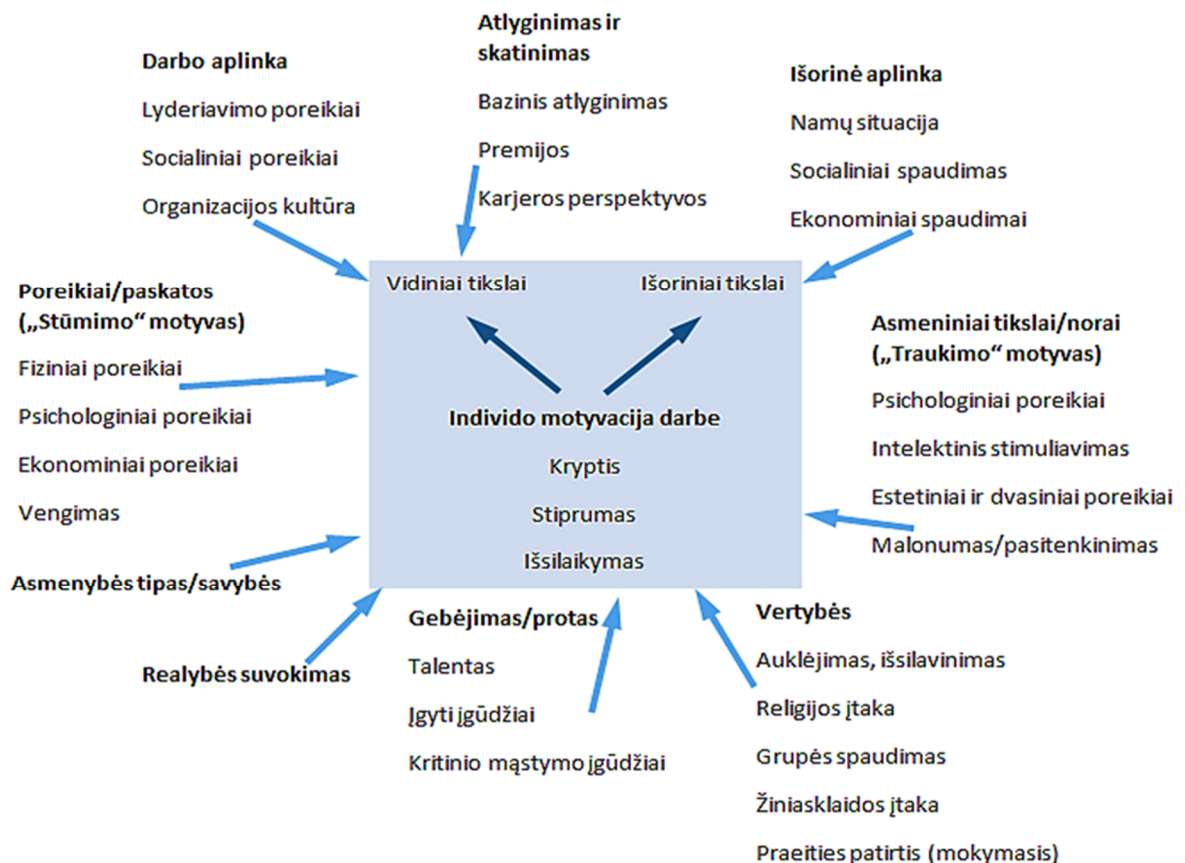 Darbo aplinka
Lyderiavimo poreikiai
Socialiniai poreikiai
Organizacijos kultūra
Atlyginimas ir
skatinimas
Bazinis atlyginimas
Premijos
Karjeros perspektyvos
Išorinė aplinka
Namų situacija
Socialiniai spaudimas
Ekonominiai spaudimai
Poreikiai/paskatos
(„Stūmimo“ motyvas)
Fiziniai poreikiai
Psichologiniai poreikiai
Ekonominiai poreikiai
Vengimas
Vidiniai tikslai
Išoriniai tikslai
Individo motyvacija darbe
Kryptis
Stiprumas
Išsilaikymas
Asmeniniai tikslai/norai
(„Traukimo“ motyvas)
Psichologiniai poreikiai
Intelektinis stimuliavimas
Estetiniai ir dvasiniai poreikiai
Malonumas/pasitenkinimas
Asmenybės tipas/savybės
Realybės suvokimas
Gebėjimas/protas
Talentas
Įgyti įgūdžiai
Kritinio mąstymo įgūdžiai
Vertybės
Auklėjimas, išsilavinimas
Religijos įtaka
Grupės spaudimas
Žiniasklaidos įtaka
Praeities patirtis (mokymasis)